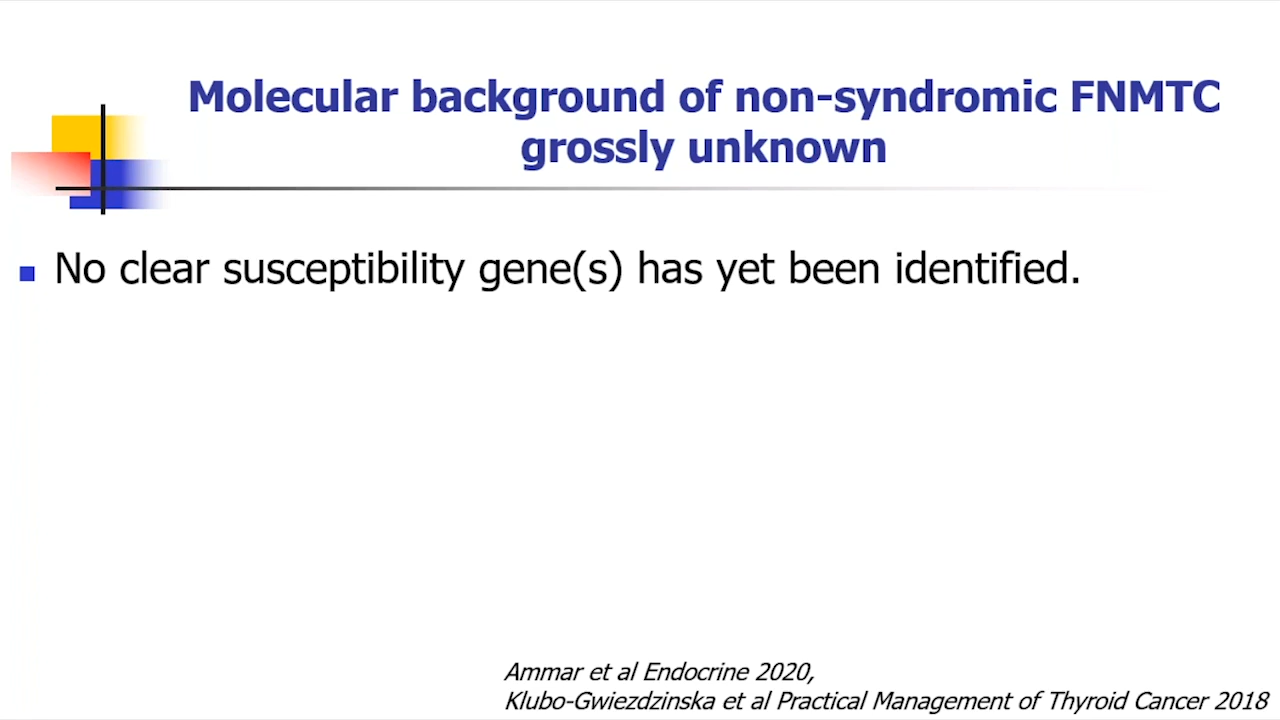 Molecular background of non-syndromic FNMTC
grossly unknown
No clear susceptibility gene(s) has yet been identified.
Ammar et al Endocrine 2020,
Klubo-Gwiezdzinska et al Practical Management of Thyroid Cancer 2018